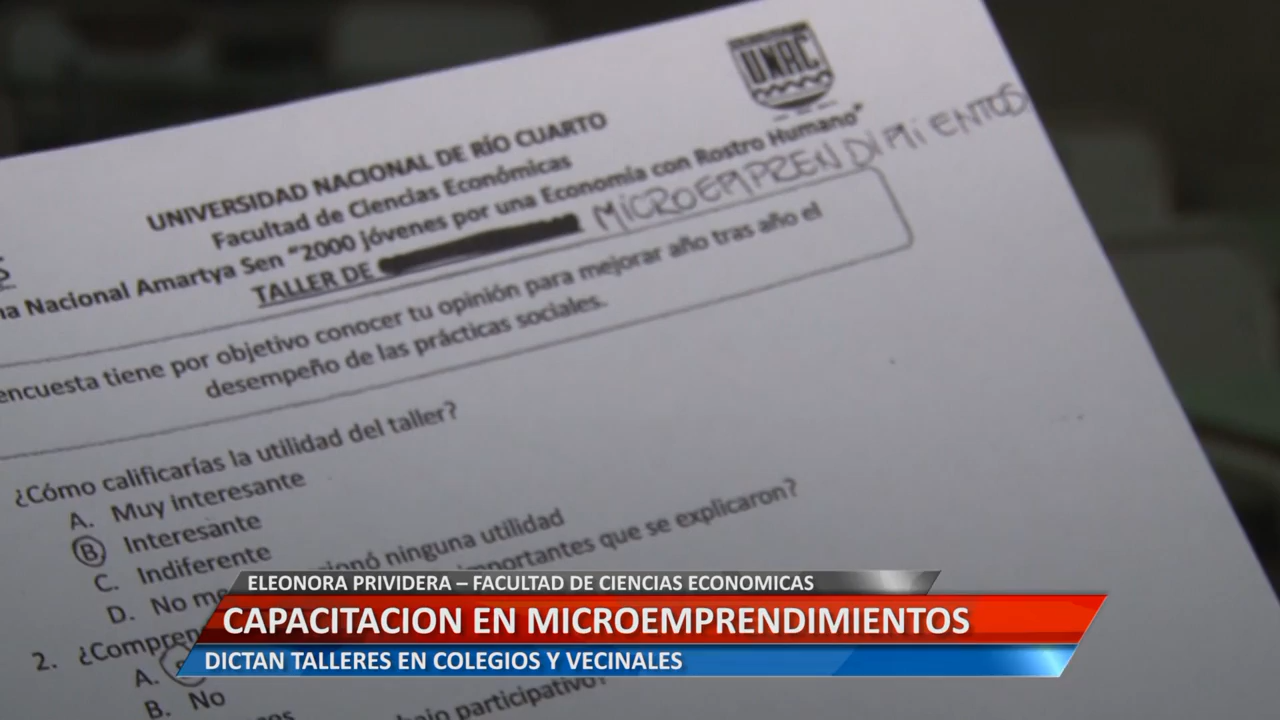 UNRC
UNIVERSIDAD NACIONAL DE RÍO CUARTO
Facultad de Ciencias Económicas
Nacional Amartya Sen "2000 jóvenes por una Economía con Rostro Humano"
TALLER DE MICROEMPRENDIMIENTOS
encuesta tiene por objetivo conocer tu opinión para mejorar año tras año el
desempeño de las prácticas sociales.
¿Cómo calificarías la utilidad del taller?
A. Muy interesante
B. Interesante
C. Indiferente
D. No me ninguna utilidad
2. importantes que se explicaron?
A.
B. No
participativo?
ELEONORA PRIVIDERA – FACULTAD DE CIENCIAS ECONOMICAS
CAPACITACION EN MICROEMPRENDIMIENTOS
DICTAN TALLERES EN COLEGIOS Y VECINALES